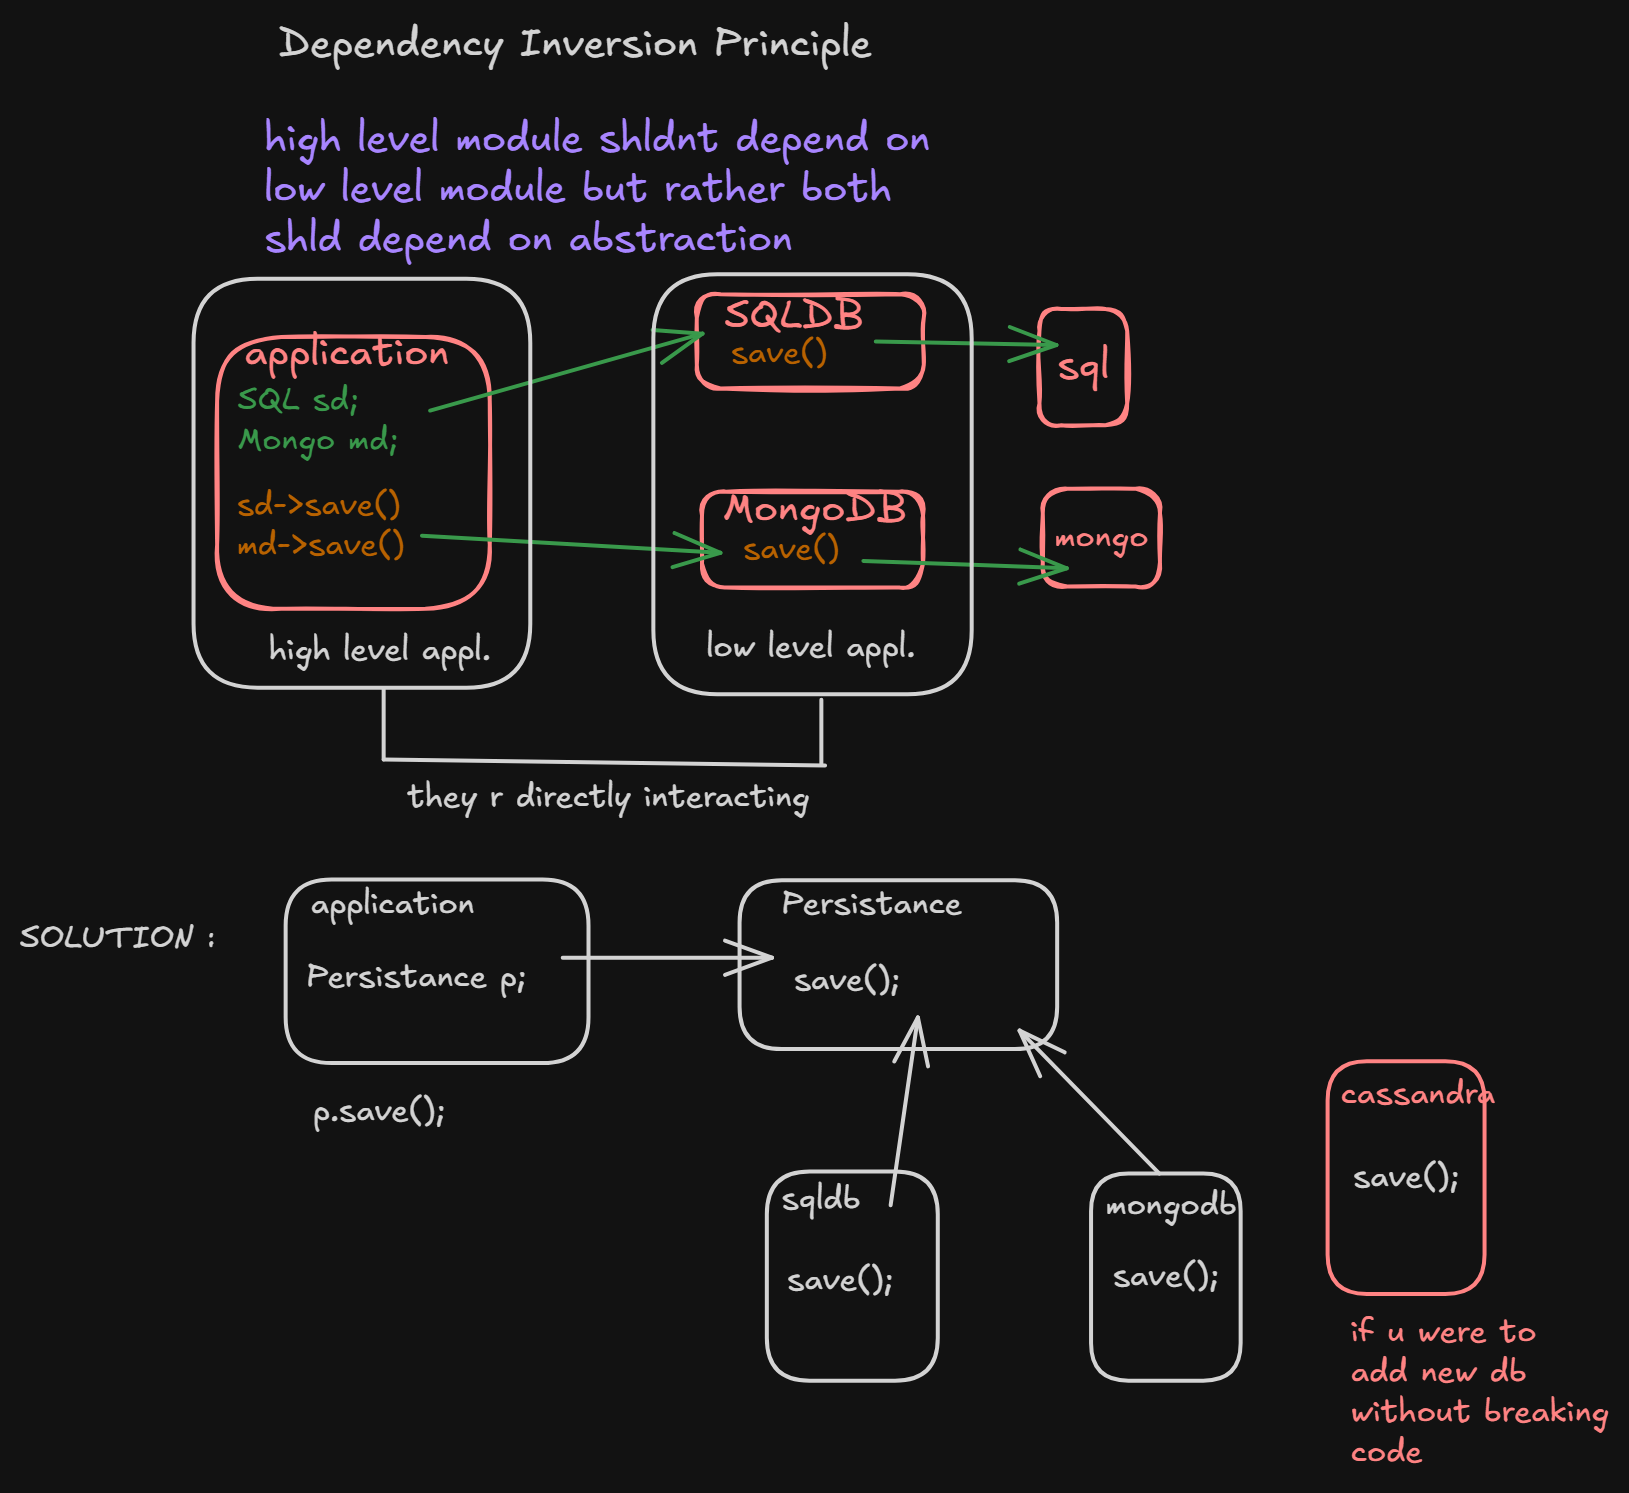 Dependency Inversion Principle
high level module shldnt depend on
low level module but rather both
shld depend on abstraction
application
SQL sd;
Mongo md;
sd->save()
md->save()
high level appl.
SQLDB
save()
MongoDB
save()
low level appl.
sql
mongo
they r directly interacting
SOLUTION :
application
Persistance p;
p.save();
Persistance
save();
sqldb
save();
mongodb
save();
cassandra
save();
if u were to
add new db
without breaking
code